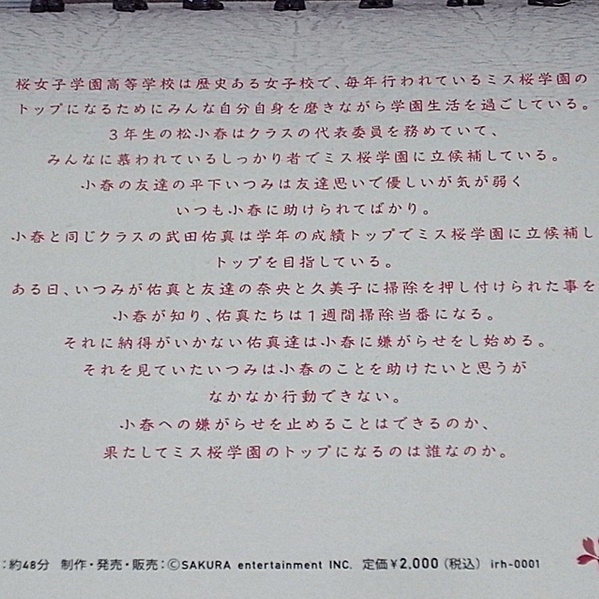 桜女子学園高等学校は歴史ある女子校で、毎年行われているミス桜学園の
トップになるためにみんな自分自身を磨きながら学園生活を過ごしている。
3年生の松小春はクラスの代表委員を務めていて、
みんなに慕われているしっかり者でミス桜学園に立候補している。
小春の友達の平下いつみは友達思いで優しいが気が弱く
いつも小春に助けられてばかり。
小春と同じクラスの武田佑真は学年の成績トップでミス桜学園に立候補し
トップを目指している。
ある日、いつみが佑真と友達の奈央と久美子に掃除を押し付けられた事を
小春が知り、佑真たちは1週間掃除当番になる。
それに納得がいかない佑真達は小春に嫌がらせをし始める。
それを見ていたいつみは小春のことを助けたいと思うが
なかなか行動できない。
小春への嫌がらせを止めることはできるのか、
果たしてミス桜学園のトップになるのは誰なのか。
:約48分 制作・発売・販売:ⒸSAKURA entertainment INC. 定価¥2,000(税込) irh-0001